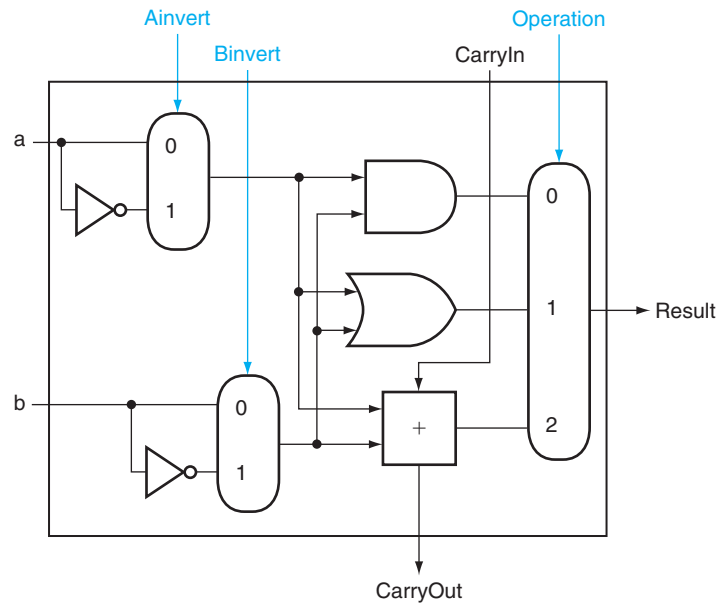 Ainvert
Operation
Binvert
CarryIn
a
0
1
0
1
Result
b
0
1
+
2
CarryOut